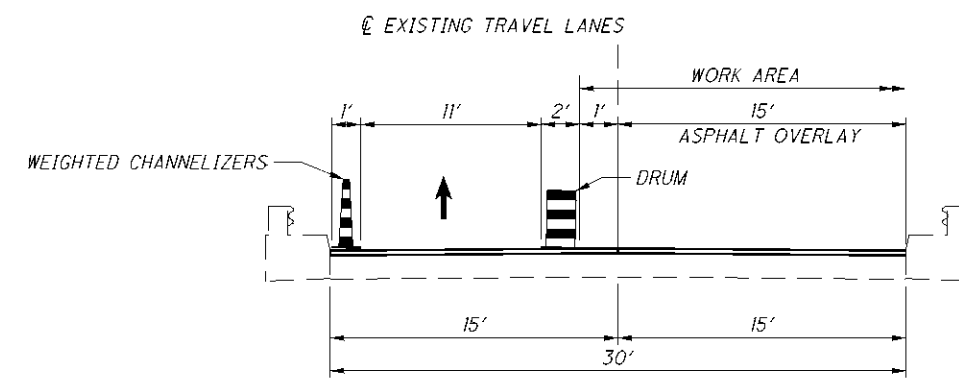 ℄ EXISTING TRAVEL LANES
WORK AREA
1' 11' 2' 1' 15'
ASPHALT OVERLAY
WEIGHTED CHANNELIZERS
DRUM
15' 15'
30'